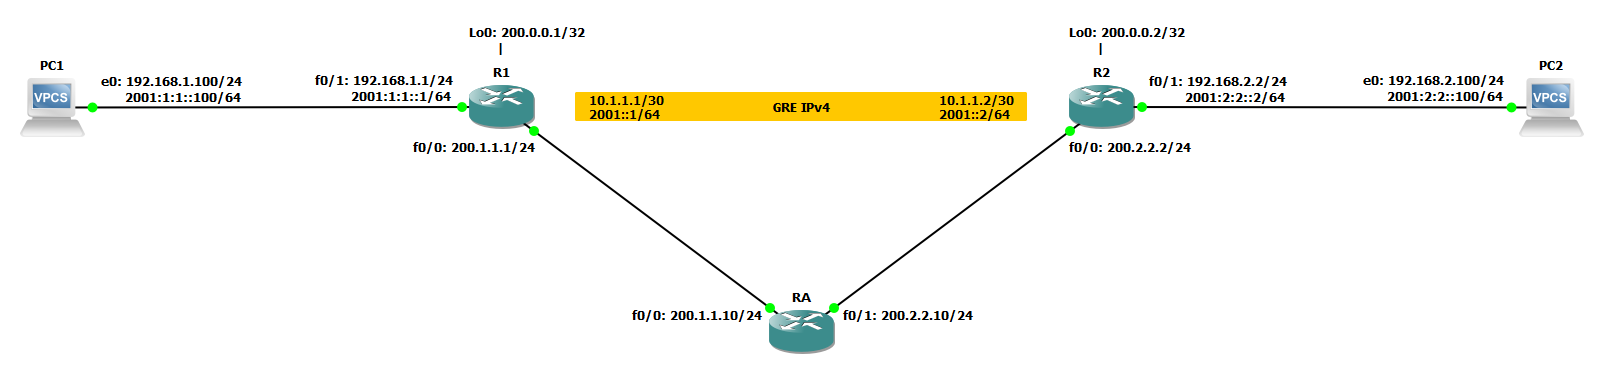 Lo0: 200.0.0.1/32
Lo0: 200.0.0.2/32
PC1
R1
R2
PC2
e0: 192.168.1.100/24
2001:1:1::100/64
f0/1: 192.168.1.1/24
2001:1:1::1/64
f0/1: 192.168.2.2/24
2001:2:2::2/64
e0: 192.168.2.100/24
2001:2:2::100/64
VPCS
VPCS
10.1.1.1/30
2001::1/64
GRE IPv4
10.1.1.2/30
2001::2/64
f0/0: 200.1.1.1/24
f0/0: 200.2.2.2/24
RA
f0/0: 200.1.1.10/24
f0/1: 200.2.2.10/24